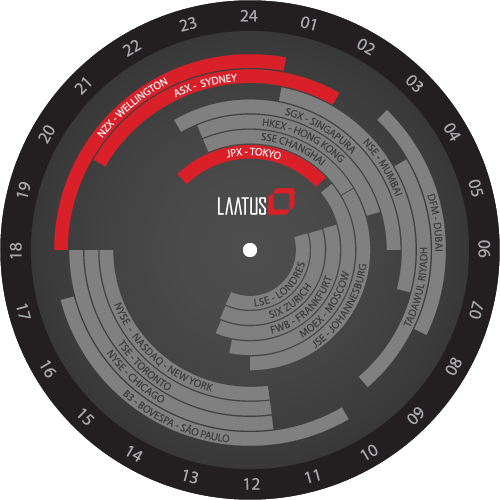 24
01
02
03
04
05
06
07
08
09
10
11
12
13
14
15
16
17
18
19
20
21
22
23
NZX - WELLINGTON
ASX - SYDNEY
SGX - SINGAPURA
HKEX - HONG KONG
SSE CHANGHAI
JPX - TOKYO
NSE - MUMBAI
DFM - DUBAI
TADAWUL RIYADH
LAATUS
LSE - LONDRES
SIX ZURICH
FWB - FRANKFURT
MOEX - MOSCOW
JSE - JOHANNESBURG
NYSE - NASDAQ - NEW YORK
TSE - TORONTO
NYSE - CHICAGO
B3 - BOVESPA - SÃO PAULO